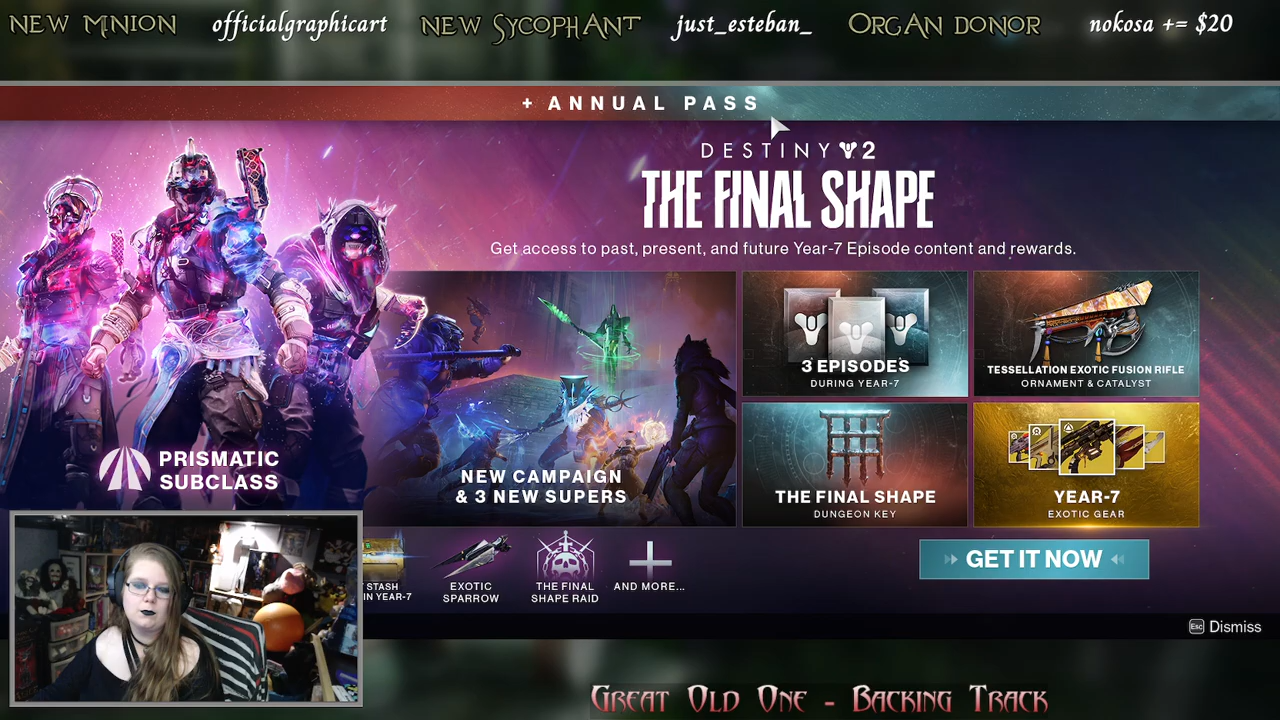 NEW MINION officialgraphicart NEW SYCOPHANT just_esteban_ ORGAN DONOR nokosa += $20
+ ANNUAL PASS
DESTINY 2
THE FINAL SHAPE
Get access to past, present, and future Year-7 Episode content and rewards.
PRISMATIC
SUBCLASS
NEW CAMPAIGN
& 3 NEW SUPERS
3 EPISODES
DURING YEAR-7
TESSELLATION EXOTIC FUSION RIFLE
ORNAMENT & CATALYST
THE FINAL SHAPE
DUNGEON KEY
YEAR-7
EXOTIC GEAR
STASH
IN YEAR-7
EXOTIC
SPARROW
THE FINAL
SHAPE RAID
AND MORE...
GET IT NOW
Esc Dismiss
GREAT OLD ONE - BACKING TRACK